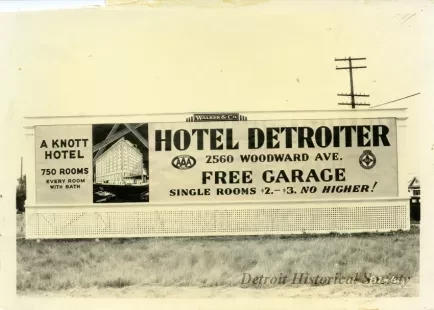 WALKER & CO.
A KNOTT
HOTEL
750 ROOMS
EVERY ROOM
WITH BATH
HOTEL DETROITER
AAA
2560 WOODWARD AVE.
FREE GARAGE
SINGLE ROOMS $2.-$3. NO HIGHER!
Detroit Historical Society